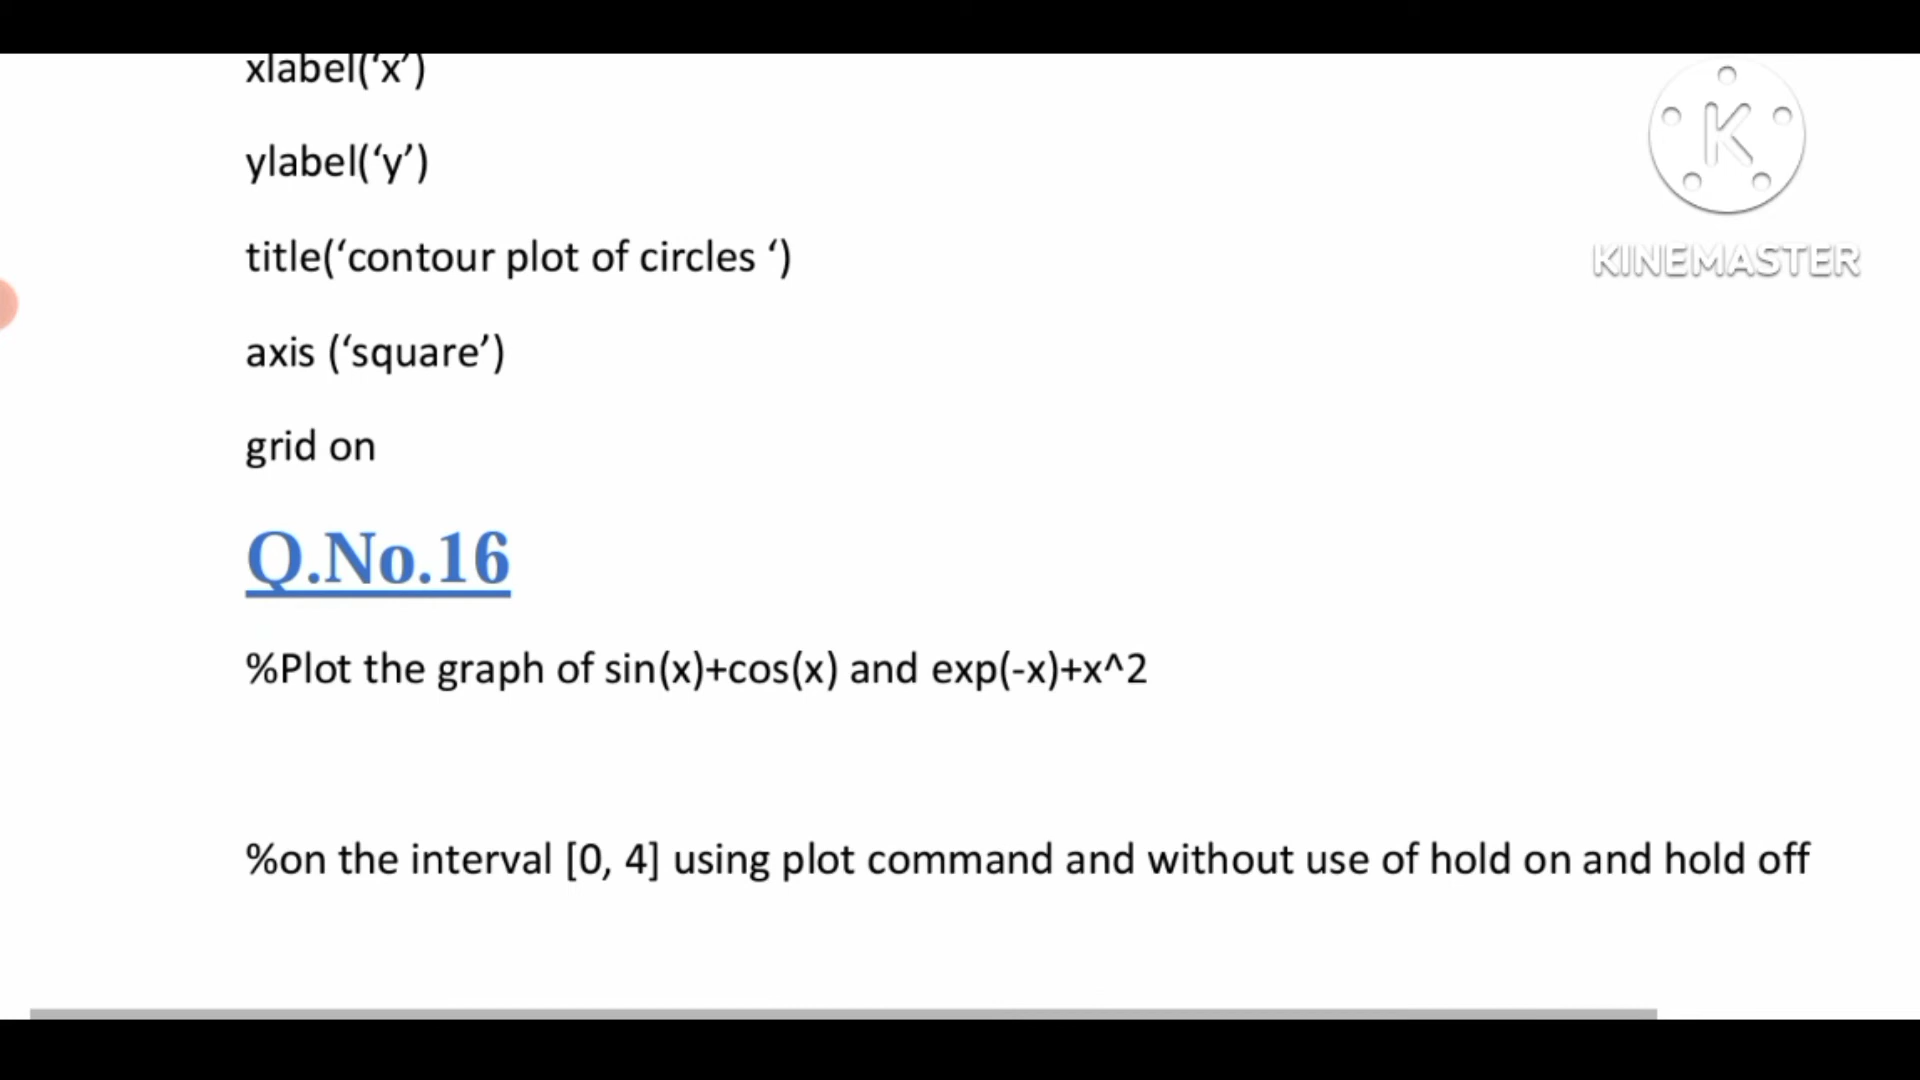 xlabel(‘x’)
ylabel(‘y’)
title(‘contour plot of circles ‘)
axis (‘square’)
grid on
Q.No.16
%Plot the graph of sin(x)+cos(x) and exp(-x)+x^2
%on the interval [0, 4] using plot command and without use of hold on and hold off
K
KINEMASTER